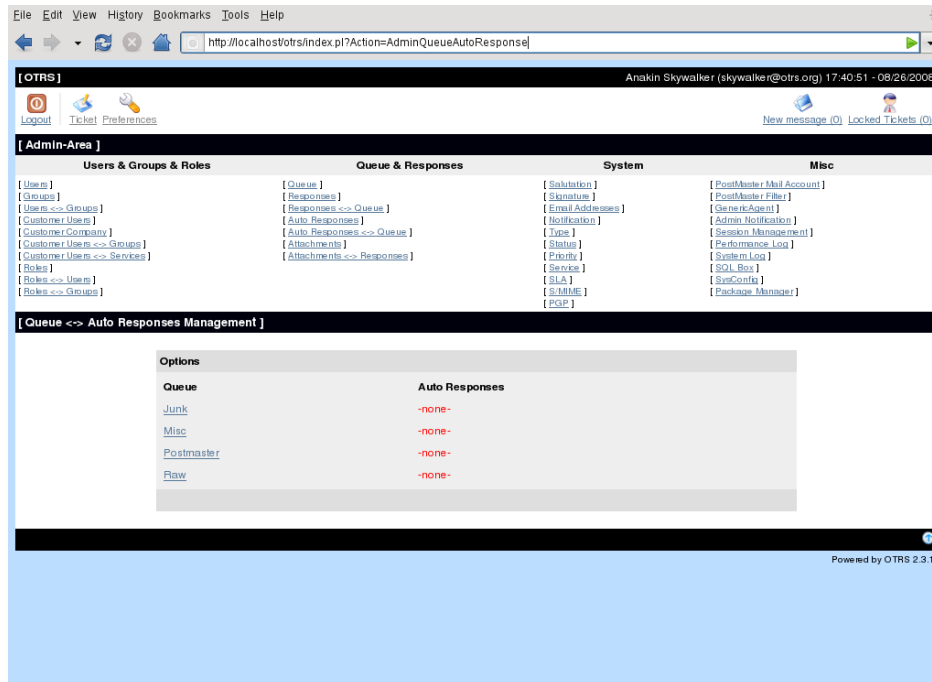 File Edit View History Bookmarks Tools Help
http://localhost/otrs/index.pl?Action=AdminQueueAutoResponse
[ OTRS ] Anakin Skywalker (skywalker@otrs.org) 17:40:51 - 08/26/2008
Logout Ticket Preferences New message (0) Locked Tickets (0)
[ Admin-Area ]
Users & Groups & Roles Queue & Responses System Misc
[ Users ] [ Queue ] [ Salutation ] [ PostMaster Mail Account ]
[ Groups ] [ Responses ] [ Signature ] [ PostMaster Filter ]
[ Users <-> Groups ] [ Responses <-> Queue ] [ Email Addresses ] [ GenericAgent ]
[ Customer Users ] [ Auto Responses ] [ Notification ] [ Admin Notification ]
[ Customer Company ] [ Auto Responses <-> Queue ] [ Type ] [ Session Management ]
[ Customer Users <-> Groups ] [ Attachments ] [ Status ] [ Performance Log ]
[ Customer Users <-> Services ] [ Attachments <-> Responses ] [ Priority ] [ System Log ]
[ Roles ] [ Service ] [ SQL Box ]
[ Roles <-> Users ] [ SLA ] [ SysConfig ]
[ Roles <-> Groups ] [ S/MIME ] [ Package Manager ]
[ PGP ]
[ Queue <-> Auto Responses Management ]
Options
Queue Auto Responses
Junk -none-
Misc -none-
Postmaster -none-
Raw -none-
Powered by OTRS 2.3.1